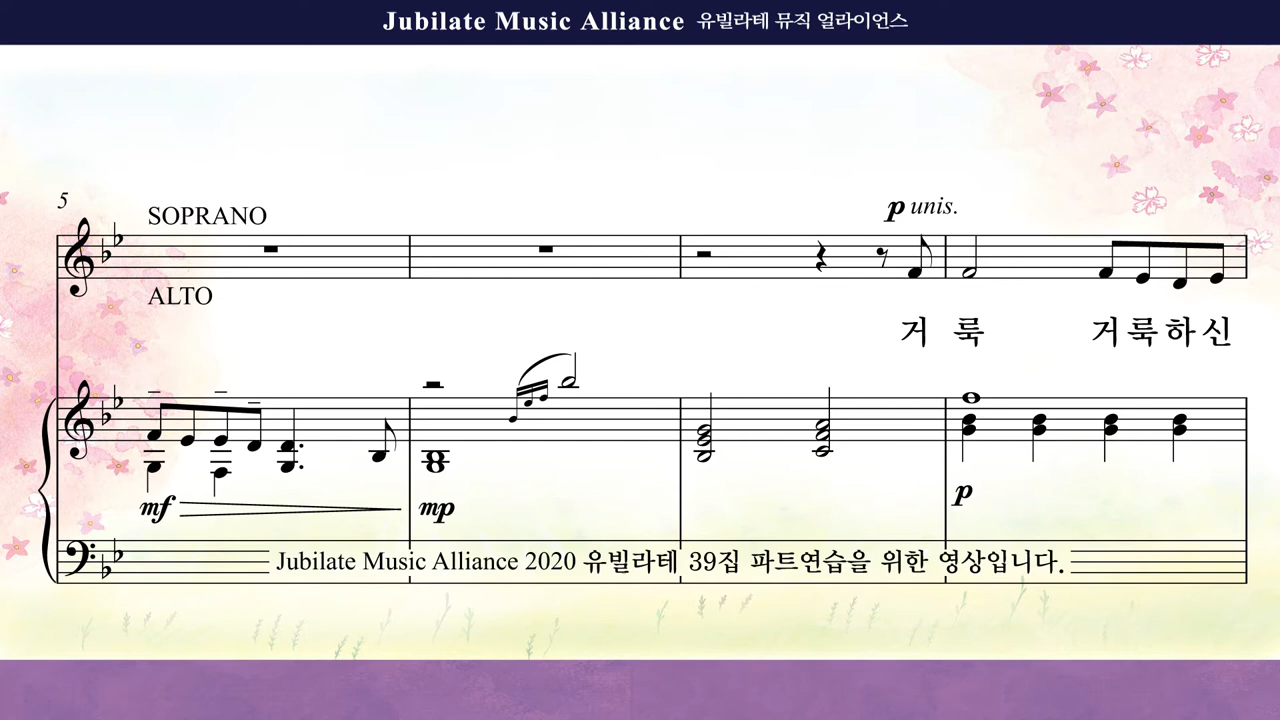 Jubilate Music Alliance 유빌라테 뮤직 얼라이언스
5
SOPRANO
p unis.
ALTO
거 룩 거 룩 하 신
mf mp p
Jubilate Music Alliance 2020 유빌라테 39집 파트연습을 위한 영상입니다.